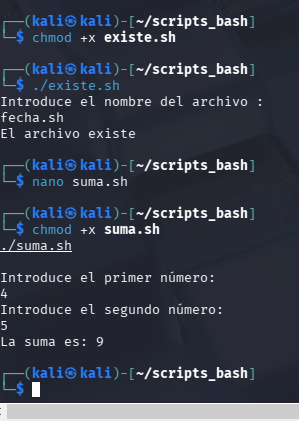 ┌──(kali㉿kali)-[~/scripts_bash]
└─$ chmod +x existe.sh
┌──(kali㉿kali)-[~/scripts_bash]
└─$ ./existe.sh
Introduce el nombre del archivo :
fecha.sh
El archivo existe
┌──(kali㉿kali)-[~/scripts_bash]
└─$ nano suma.sh
┌──(kali㉿kali)-[~/scripts_bash]
└─$ chmod +x suma.sh
./suma.sh
Introduce el primer número:
4
Introduce el segundo número:
5
La suma es: 9
┌──(kali㉿kali)-[~/scripts_bash]
└─$